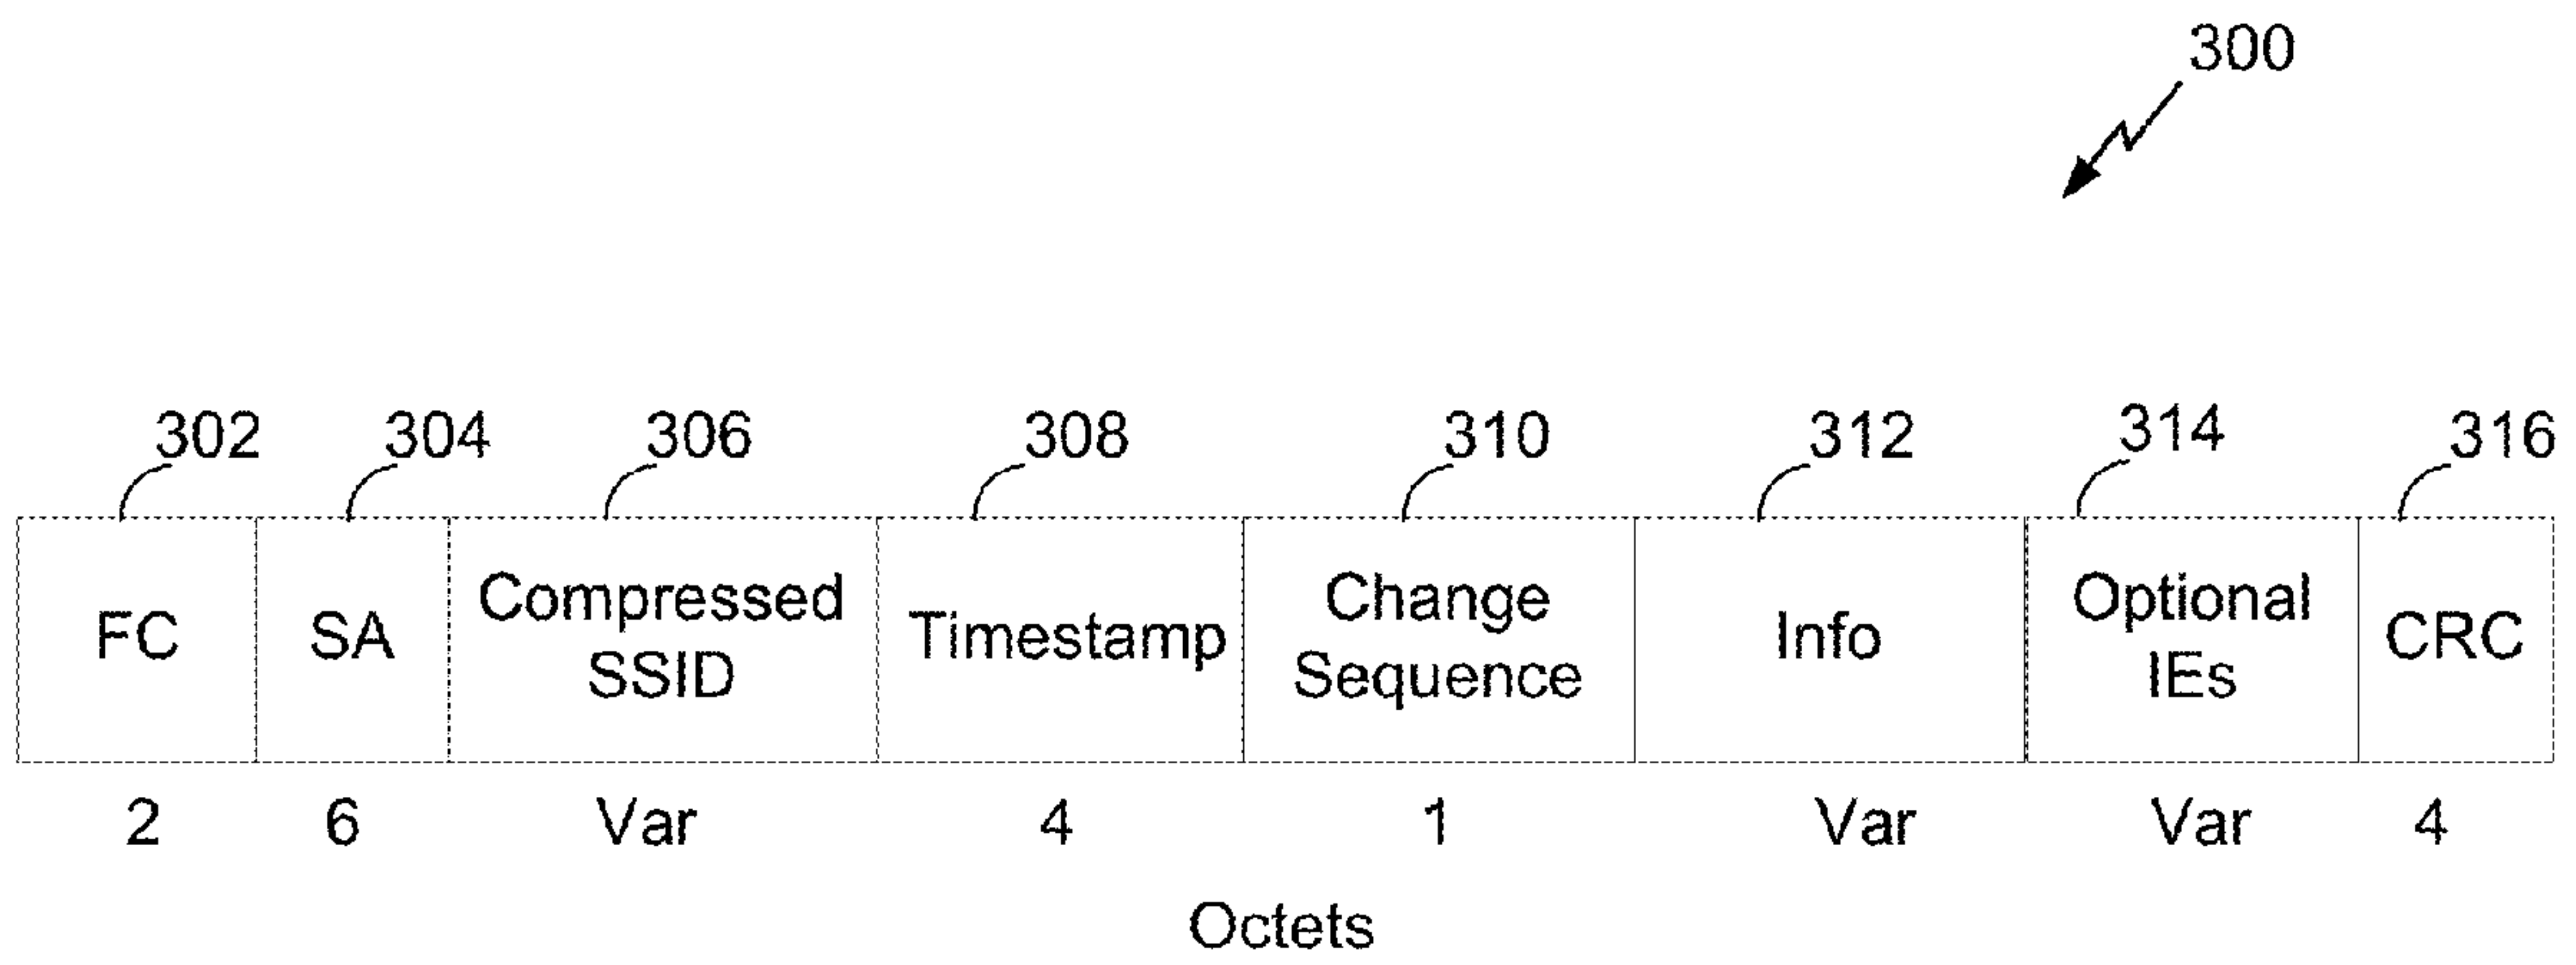 300
302 304 306 308 310 312 314 316
FC SA Compressed SSID Timestamp Change Sequence Info Optional IEs CRC
2 6 Var 4 1 Var Var 4
Octets